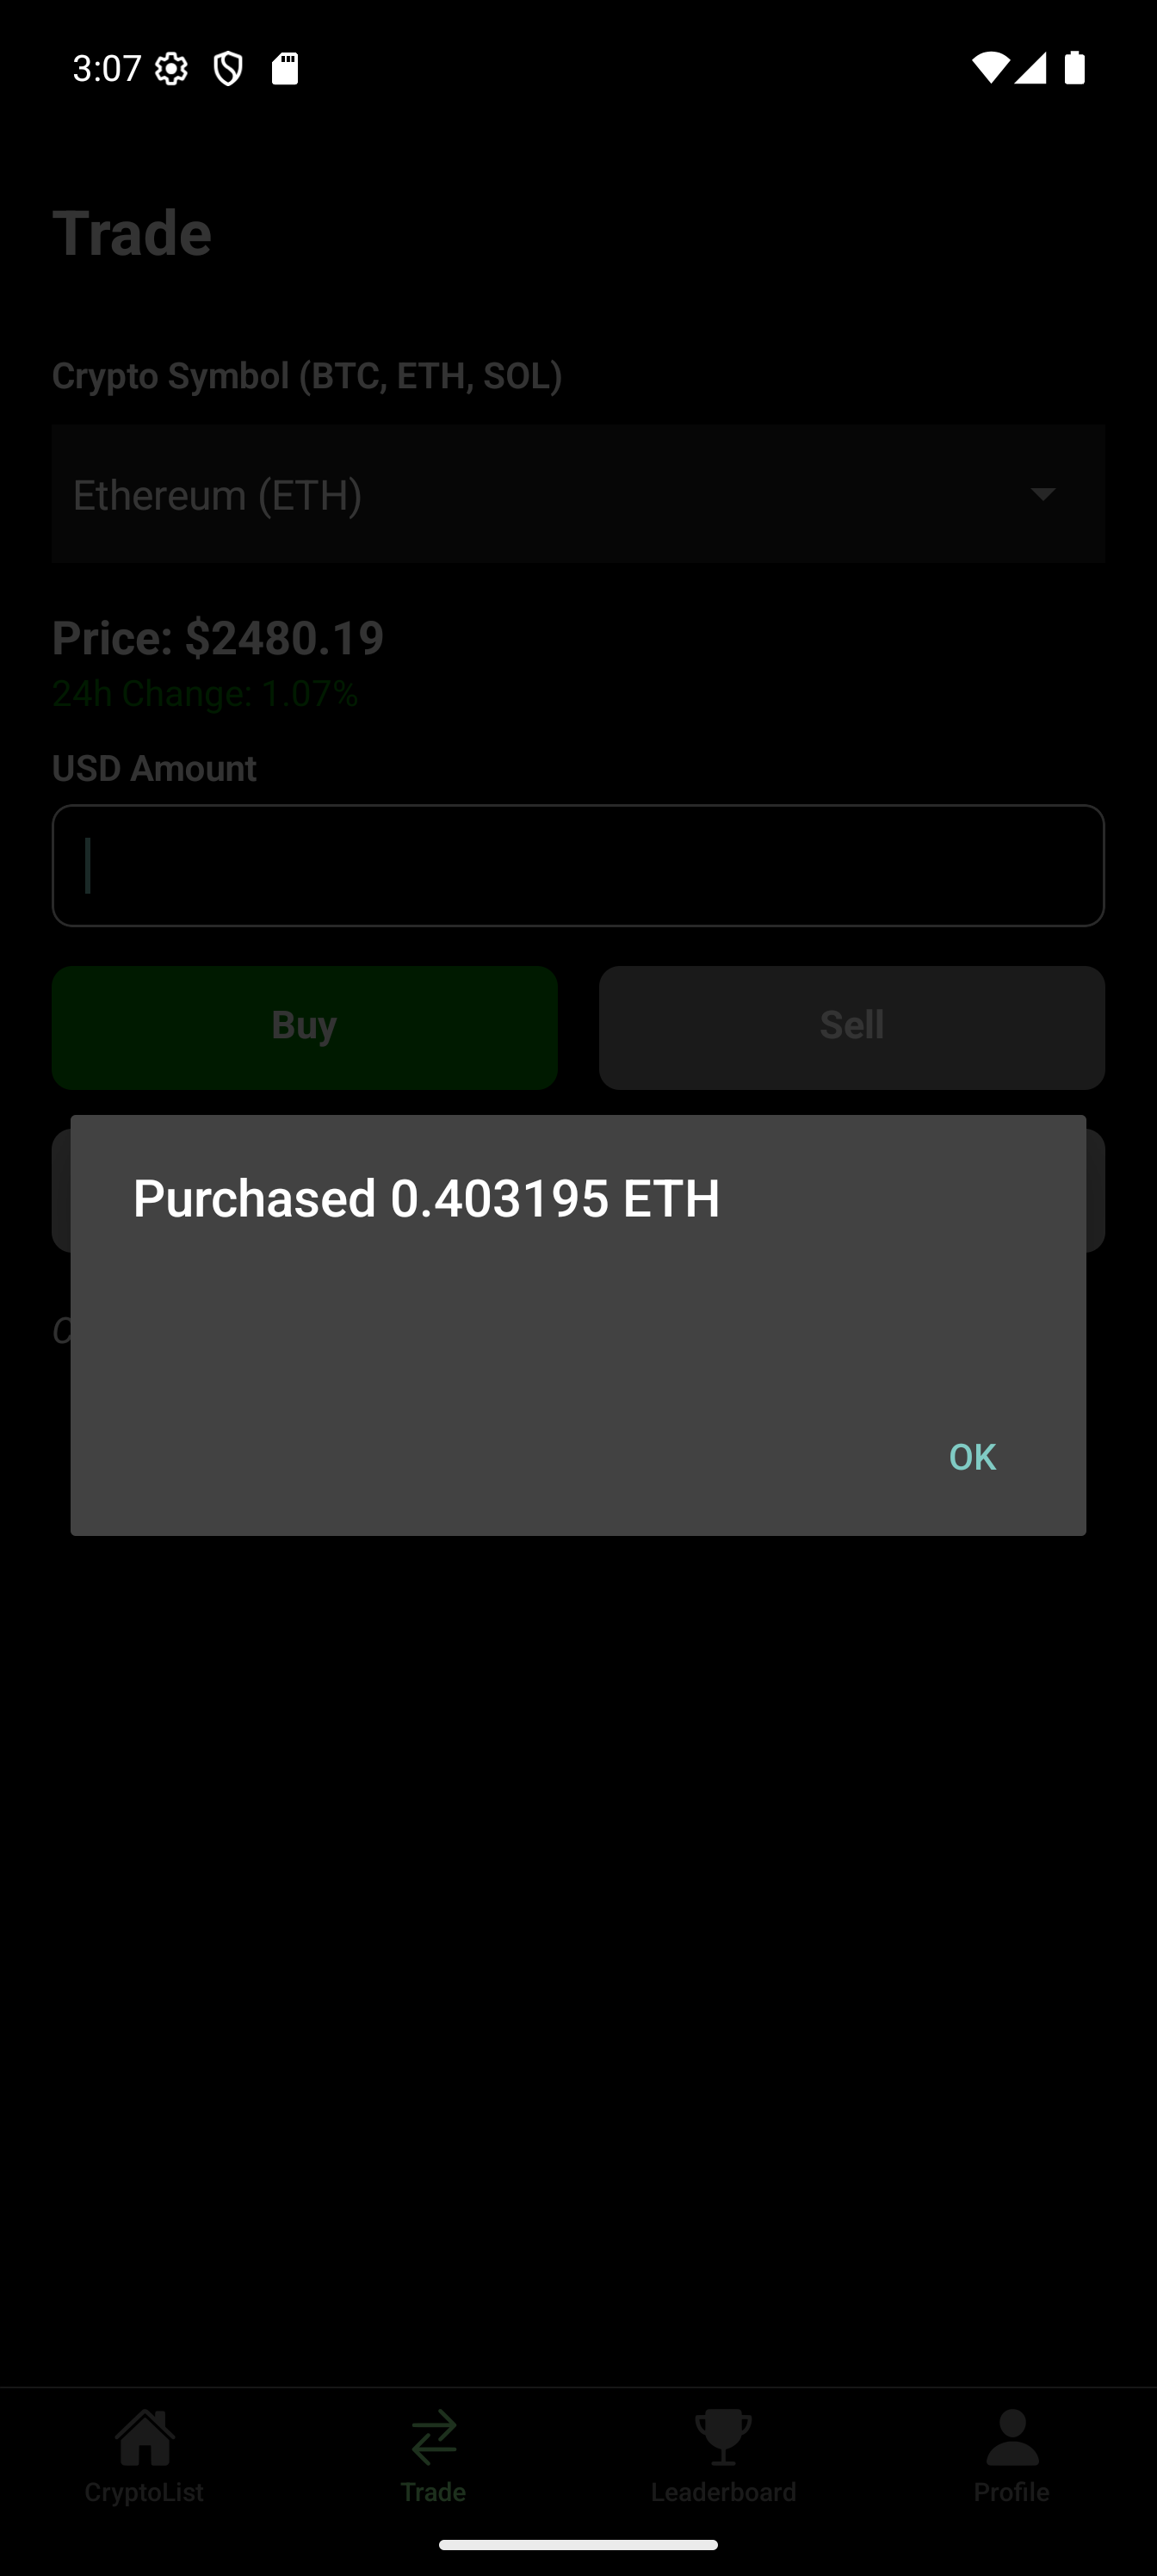 3:07
Trade
Crypto Symbol (BTC, ETH, SOL)
Ethereum (ETH)
Price: $2480.19
24h Change: 1.07%
USD Amount
Buy
Sell
Purchased 0.403195 ETH
OK
CryptoList
Trade
Leaderboard
Profile